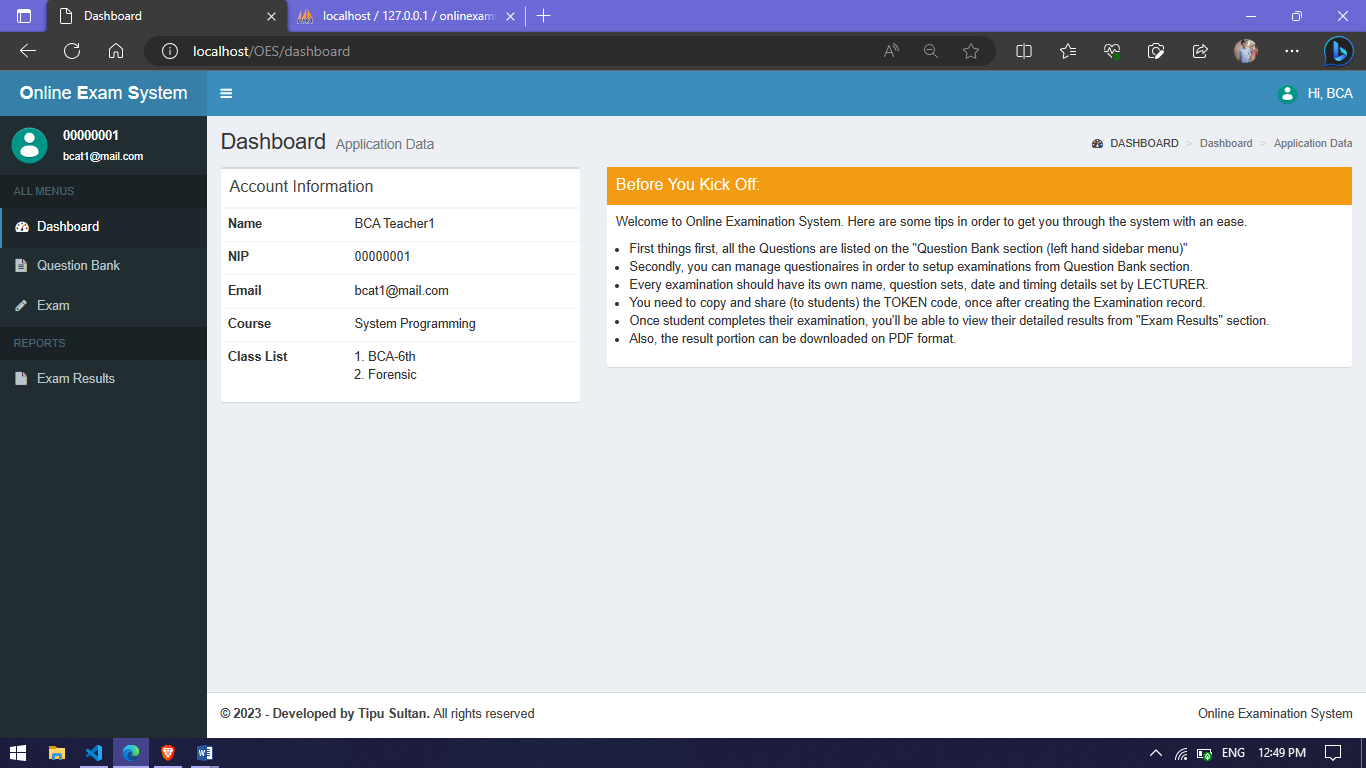 Dashboard
localhost / 127.0.0.1 / onlinexam
localhost/OES/dashboard
Online Exam System
Hi, BCA
00000001
bcat1@mail.com
ALL MENUS
Dashboard
Question Bank
Exam
REPORTS
Exam Results
Dashboard Application Data
DASHBOARD > Dashboard > Application Data
Account Information
Name BCA Teacher1
NIP 00000001
Email bcat1@mail.com
Course System Programming
Class List 1. BCA-6th
2. Forensic
Before You Kick Off:
Welcome to Online Examination System. Here are some tips in order to get you through the system with an ease.
• First things first, all the Questions are listed on the "Question Bank section (left hand sidebar menu)"
• Secondly, you can manage questionaires in order to setup examinations from Question Bank section.
• Every examination should have its own name, question sets, date and timing details set by LECTURER.
• You need to copy and share (to students) the TOKEN code, once after creating the Examination record.
• Once student completes their examination, you'll be able to view their detailed results from "Exam Results" section.
• Also, the result portion can be downloaded on PDF format.
© 2023 - Developed by Tipu Sultan. All rights reserved
Online Examination System
ENG 12:49 PM